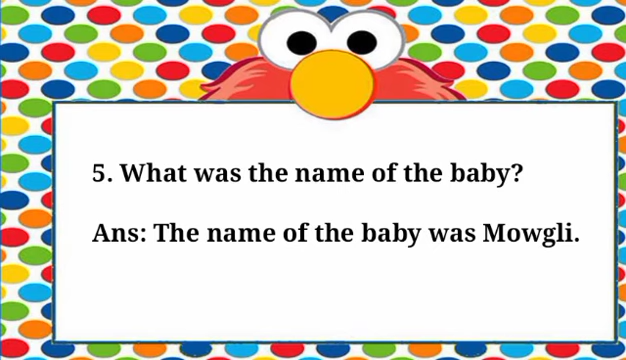 5. What was the name of the baby?
Ans: The name of the baby was Mowgli.